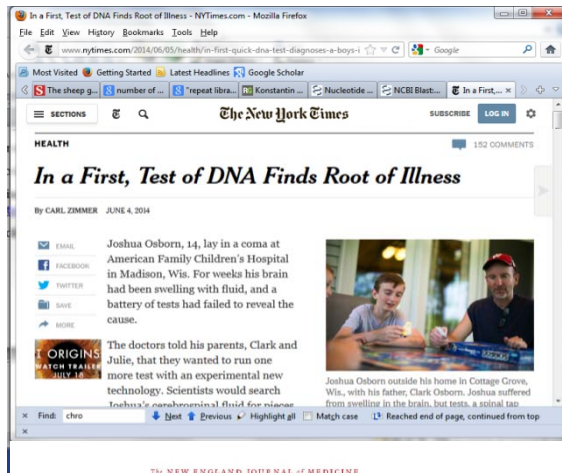 In a First, Test of DNA Finds Root of Illness - NYTimes.com - Mozilla Firefox
File Edit View History Bookmarks Tools Help
www.nytimes.com/2014/06/05/health/in-first-quick-dna-test-diagnoses-a-boys-i Google
Most Visited Getting Started Latest Headlines Google Scholar
The sheep g... number of ... "repeat libra... Konstantin ... Nucleotide ... NCBI Blast:... In a First,...
SECTIONS The New York Times SUBSCRIBE LOG IN
HEALTH 152 COMMENTS
In a First, Test of DNA Finds Root of Illness
By CARL ZIMMER JUNE 4, 2014
EMAIL
FACEBOOK
TWITTER
SAVE
MORE
I ORIGINS
WATCH TRAILER
JULY 18
Joshua Osborn, 14, lay in a coma at
American Family Children's Hospital
in Madison, Wis. For weeks his brain
had been swelling with fluid, and a
battery of tests had failed to reveal the
cause.
The doctors told his parents, Clark and
Julie, that they wanted to run one
more test with an experimental new
technology. Scientists would search
Joshua's cerebrospinal fluid for pieces
Joshua Osborn outside his home in Cottage Grove,
Wis., with his father, Clark Osborn. Joshua suffered
from swelling in the brain, but tests, a spinal tap
Find: chro Next Previous Highlight all Match case Reached end of page, continued from top
The NEW ENGLAND JOURNAL of MEDICINE